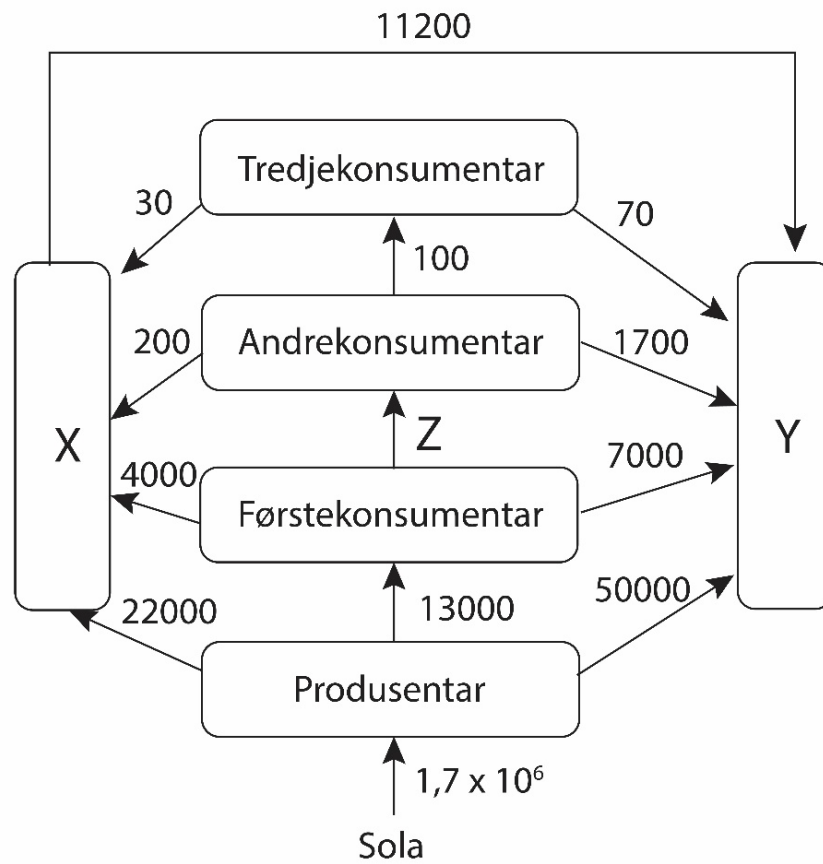 11200
Tredjekonsumentar
30
70
100
Andrekonsumentar
200
1700
X
Z
Y
4000
7000
Førstekonsumentar
22000
13000
50000
Produsentar
1,7 x 10⁶
Sola